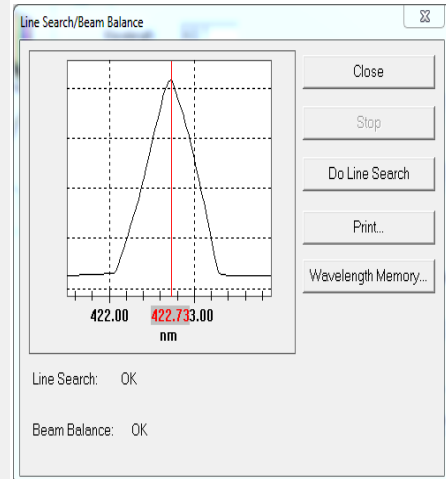 Line Search/Beam Balance
Close
Stop
Do Line Search
Print...
Wavelength Memory...
422.00 422.733.00
nm
Line Search: OK
Beam Balance: OK